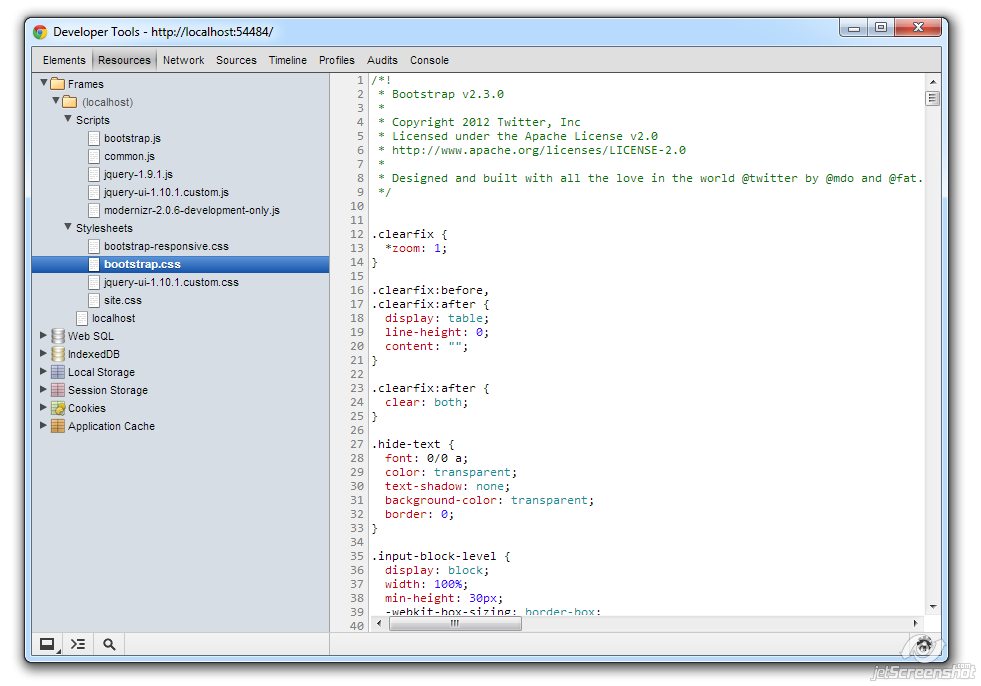 Developer Tools - http://localhost:54484/
Elements Resources Network Sources Timeline Profiles Audits Console
Frames
(localhost)
Scripts
bootstrap.js
common.js
jquery-1.9.1.js
jquery-ui-1.10.1.custom.js
modernizr-2.0.6-development-only.js
Stylesheets
bootstrap-responsive.css
bootstrap.css
jquery-ui-1.10.1.custom.css
site.css
localhost
Web SQL
IndexedDB
Local Storage
Session Storage
Cookies
Application Cache
1 /*!
2  * Bootstrap v2.3.0
3  *
4  * Copyright 2012 Twitter, Inc
5  * Licensed under the Apache License v2.0
6  * http://www.apache.org/licenses/LICENSE-2.0
7  *
8  * Designed and built with all the love in the world @twitter by @mdo and @fat.
9  */
10
11
12 .clearfix {
13   *zoom: 1;
14 }
15
16 .clearfix:before,
17 .clearfix:after {
18   display: table;
19   line-height: 0;
20   content: "";
21 }
22
23 .clearfix:after {
24   clear: both;
25 }
26
27 .hide-text {
28   font: 0/0 a;
29   color: transparent;
30   text-shadow: none;
31   background-color: transparent;
32   border: 0;
33 }
34
35 .input-block-level {
36   display: block;
37   width: 100%;
38   min-height: 30px;
39   -webkit-box-sizing: border-box;
40
jetScreenshot.com